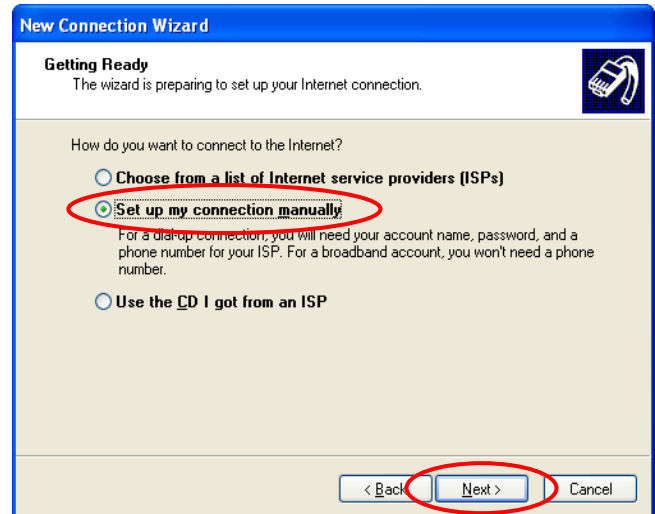 New Connection Wizard
Getting Ready
The wizard is preparing to set up your Internet connection.
How do you want to connect to the Internet?
Choose from a list of Internet service providers (ISPs)
Set up my connection manually
For a dial-up connection, you will need your account name, password, and a
phone number for your ISP. For a broadband account, you won't need a phone
number.
Use the CD I got from an ISP
< Back Next > Cancel